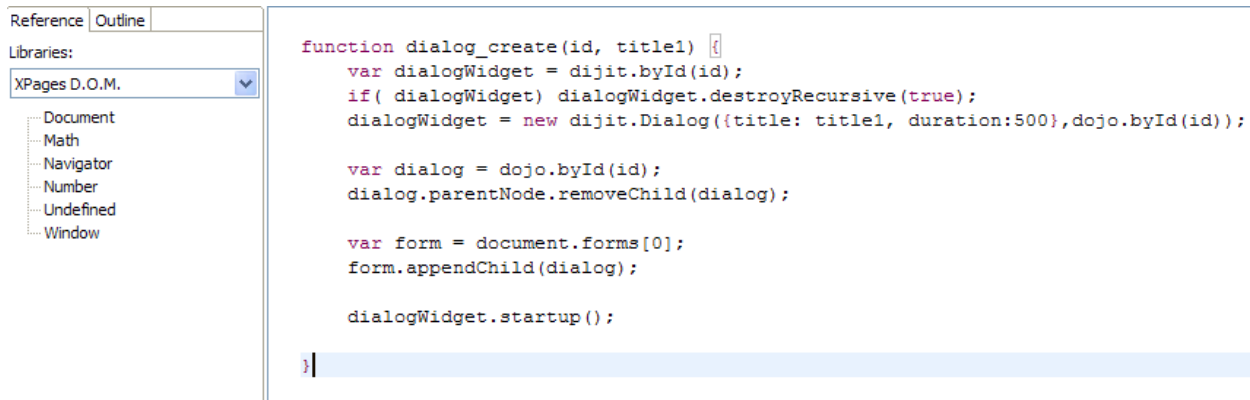 Reference Outline
Libraries:
XPages D.O.M.
Document
Math
Navigator
Number
Undefined
Window
function dialog_create(id, title1) {
    var dialogWidget = dijit.byId(id);
    if( dialogWidget) dialogWidget.destroyRecursive(true);
    dialogWidget = new dijit.Dialog({title: title1, duration:500},dojo.byId(id));
    var dialog = dojo.byId(id);
    dialog.parentNode.removeChild(dialog);
    var form = document.forms[0];
    form.appendChild(dialog);
    dialogWidget.startup();
}